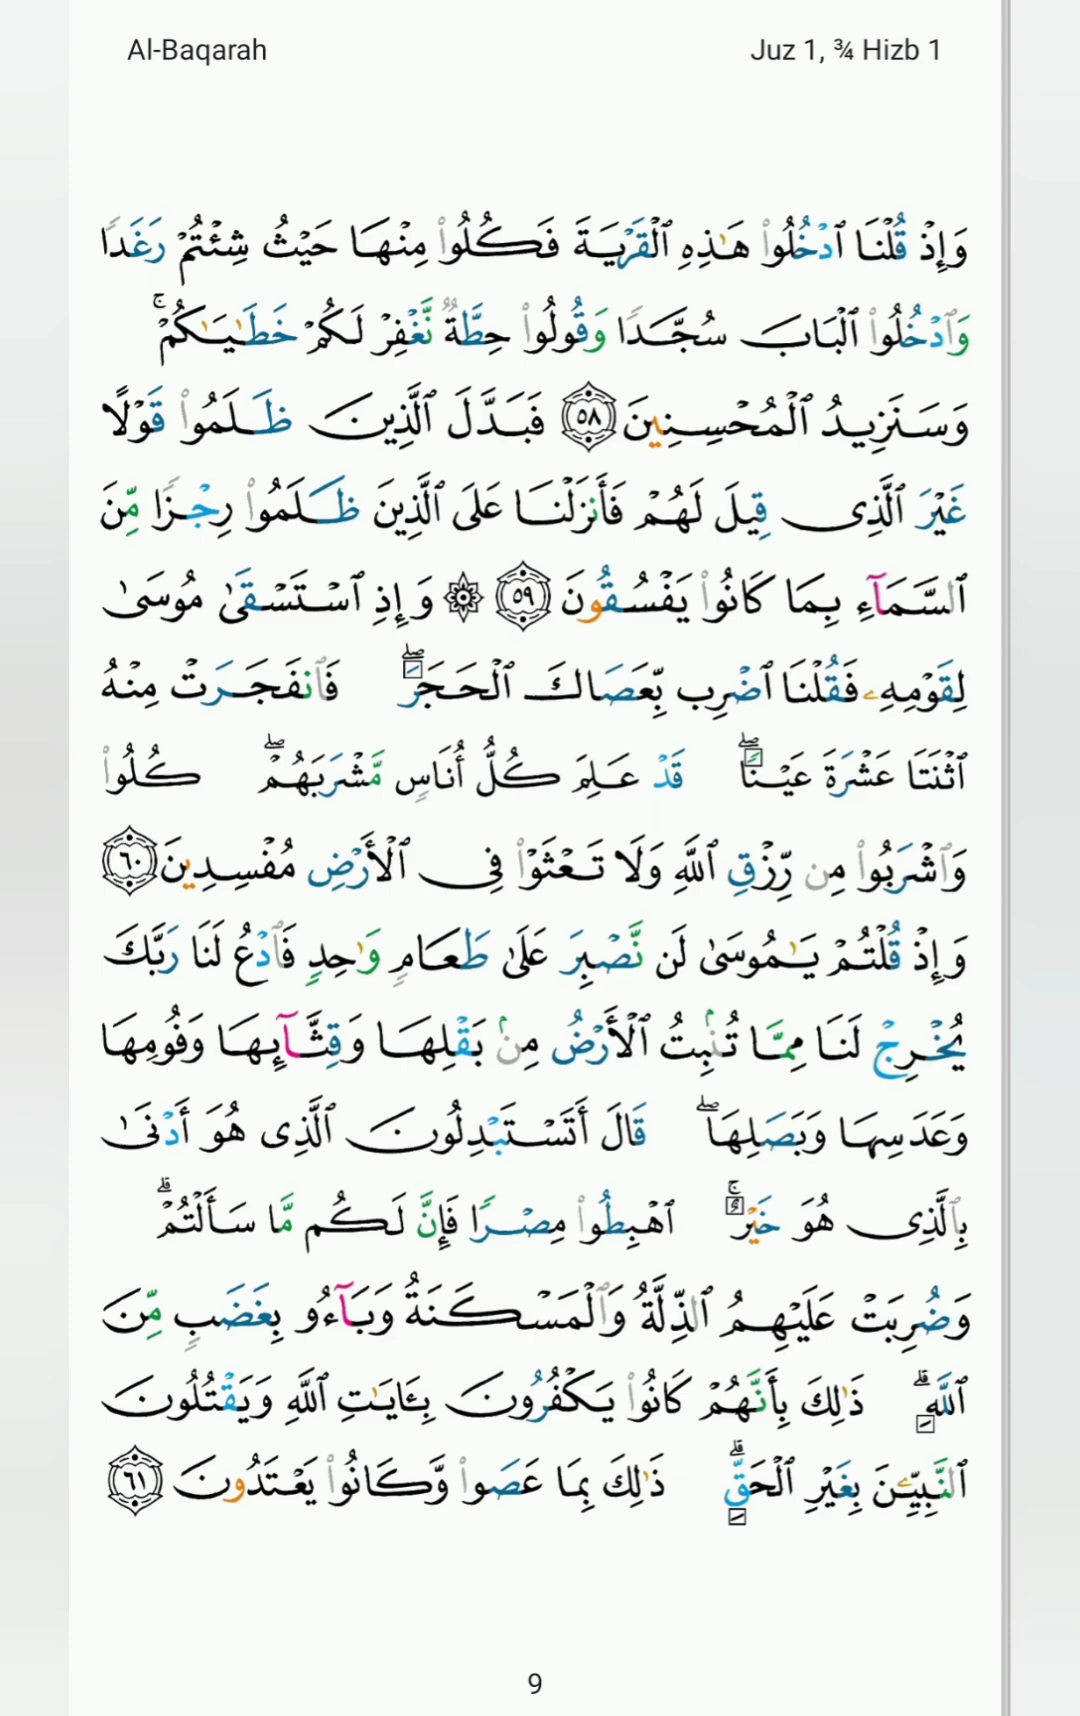 Al-Baqarah
Juz 1, ¾ Hizb 1
وَإِذۡ قُلۡنَا ٱدۡخُلُواْ هَٰذِهِ ٱلۡقَرۡيَةَ فَكُلُواْ مِنۡهَا حَيۡثُ شِئۡتُمۡ رَغَدٗا
وَٱدۡخُلُواْ ٱلۡبَابَ سُجَّدٗا وَقُولُواْ حِطَّةٞ نَّغۡفِرۡ لَكُمۡ خَطَٰيَٰكُمۡۚ
وَسَنَزِيدُ ٱلۡمُحۡسِنِينَ ٥٨ فَبَدَّلَ ٱلَّذِينَ ظَلَمُواْ قَوۡلًا
غَيۡرَ ٱلَّذِي قِيلَ لَهُمۡ فَأَنزَلۡنَا عَلَى ٱلَّذِينَ ظَلَمُواْ رِجۡزٗا مِّنَ
ٱلسَّمَآءِ بِمَا كَانُواْ يَفۡسُقُونَ ٥٩ ۞ وَإِذِ ٱسۡتَسۡقَىٰ مُوسَىٰ
لِقَوۡمِهِۦ فَقُلۡنَا ٱضۡرِب بِّعَصَاكَ ٱلۡحَجَرَۖ فَٱنفَجَرَتۡ مِنۡهُ
ٱثۡنَتَا عَشۡرَةَ عَيۡنٗاۖ قَدۡ عَلِمَ كُلُّ أُنَاسٖ مَّشۡرَبَهُمۡۖ كُلُواْ
وَٱشۡرَبُواْ مِن رِّزۡقِ ٱللَّهِ وَلَا تَعۡثَوۡاْ فِي ٱلۡأَرۡضِ مُفۡسِدِينَ ٦٠
وَإِذۡ قُلۡتُمۡ يَٰمُوسَىٰ لَن نَّصۡبِرَ عَلَىٰ طَعَامٖ وَٰحِدٖ فَٱدۡعُ لَنَا رَبَّكَ
يُخۡرِجۡ لَنَا مِمَّا تُنۢبِتُ ٱلۡأَرۡضُ مِنۢ بَقۡلِهَا وَقِثَّآئِهَا وَفُومِهَا
وَعَدَسِهَا وَبَصَلِهَاۖ قَالَ أَتَسۡتَبۡدِلُونَ ٱلَّذِي هُوَ أَدۡنَىٰ
بِٱلَّذِي هُوَ خَيۡرٌۚ ٱهۡبِطُواْ مِصۡرٗا فَإِنَّ لَكُم مَّا سَأَلۡتُمۡۗ
وَضُرِبَتۡ عَلَيۡهِمُ ٱلذِّلَّةُ وَٱلۡمَسۡكَنَةُ وَبَآءُو بِغَضَبٖ مِّنَ
ٱللَّهِۗ ذَٰلِكَ بِأَنَّهُمۡ كَانُواْ يَكۡفُرُونَ بِـَٔايَٰتِ ٱللَّهِ وَيَقۡتُلُونَ
ٱلنَّبِيِّـۧنَ بِغَيۡرِ ٱلۡحَقِّۗ ذَٰلِكَ بِمَا عَصَواْ وَّكَانُواْ يَعۡتَدُونَ ٦١
9